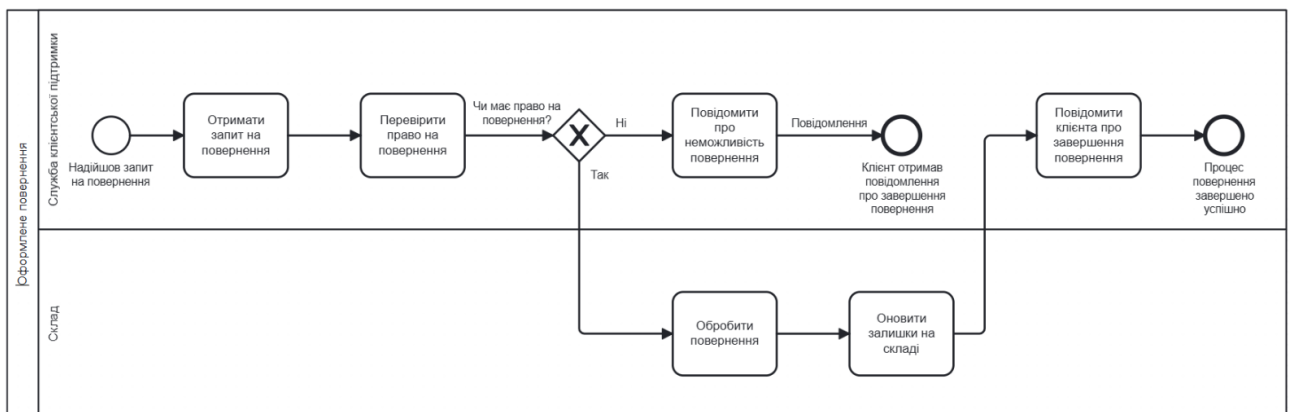 Оформлене повернення
Служба клієнтської підтримки
Надійшов запит
на повернення
Отримати
запит на
повернення
Перевірити
право на
повернення
Чи має право на
повернення?
Ні
Так
Повідомити
про
неможливість
повернення
Повідомлення
Клієнт отримав
повідомлення
про завершення
повернення
Повідомити
клієнта про
завершення
повернення
Процес
повернення
завершено
успішно
Склад
Обробити
повернення
Оновити
залишки на
складі